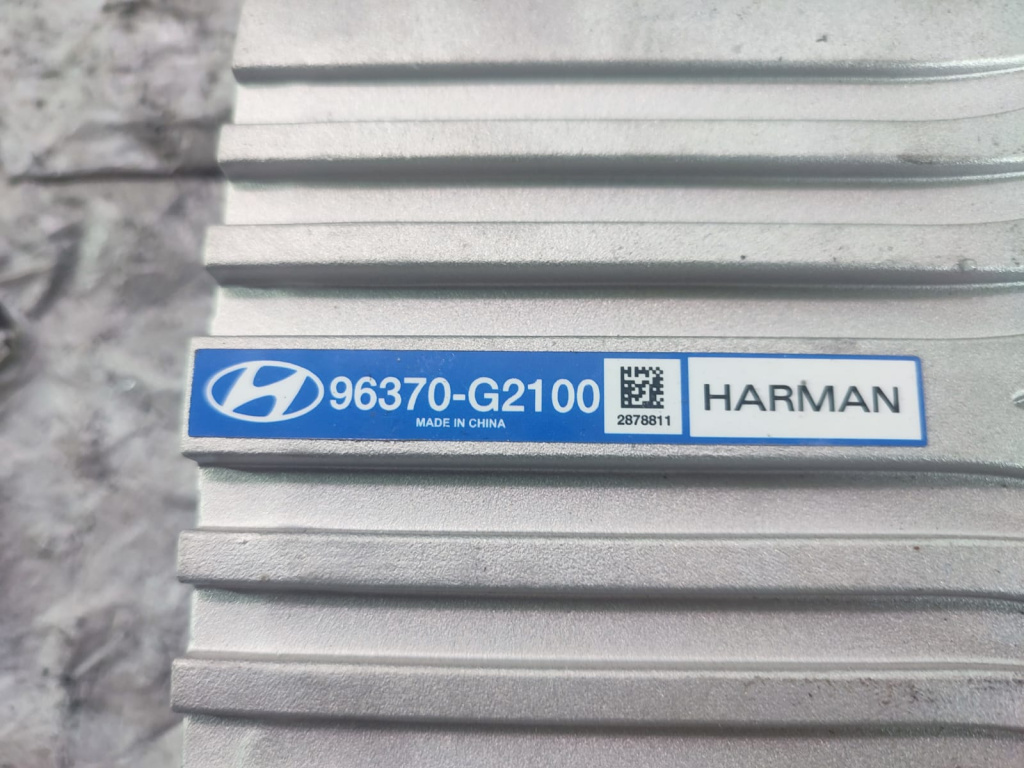 96370-G2100
MADE IN CHINA
2878811
HARMAN